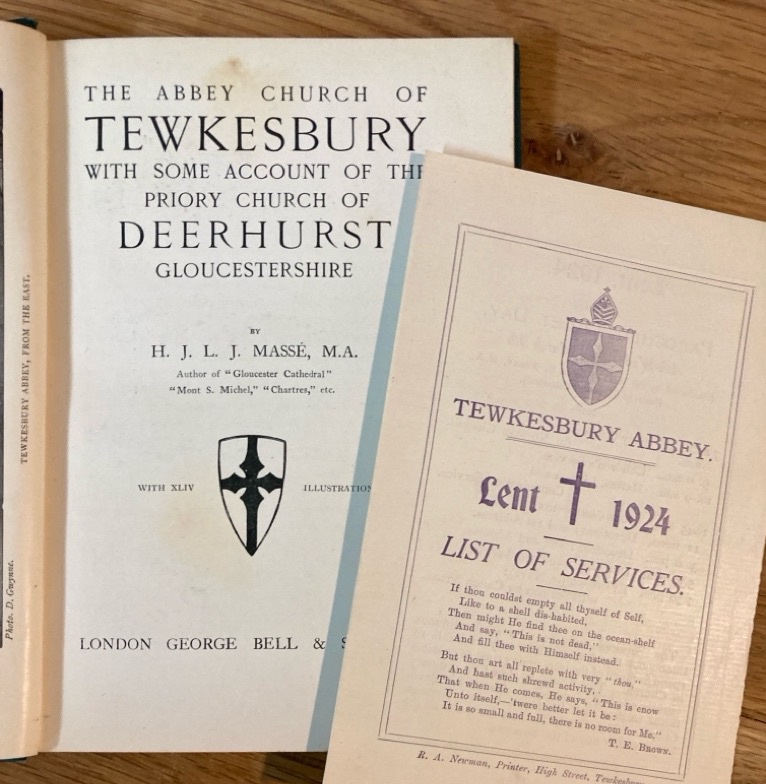 THE ABBEY CHURCH OF
TEWKESBURY
WITH SOME ACCOUNT OF THE
PRIORY CHURCH OF
DEERHURST
GLOUCESTERSHIRE
BY
H. J. L. J. MASSÉ, M.A.
Author of "Gloucester Cathedral"
"Mont S. Michel," "Chartres," etc.
WITH XLIV ILLUSTRATION
LONDON GEORGE BELL & S
TEWKESBURY ABBEY, FROM THE EAST.
Photo. D. Gwynne.
TEWKESBURY ABBEY.
Lent 1924
LIST OF SERVICES.
If thou couldst empty all thyself of Self,
Like to a shell dis-habited,
Then might He find thee on the ocean-shelf
And say, "This is not dead,"
And fill thee with Himself instead.
But thou art all replete with very "thou,"
And hast such shrewd activity,
That when He comes, He says, "This is enow
Unto itself,—'twere better let it be:
It is so small and full, there is no room for Me."
T. E. Brown.
R. A. Newman, Printer, High Street, Tewkesbury